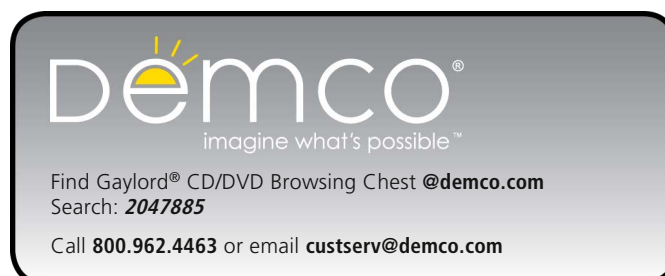 Demco®
imagine what's possible™
Find Gaylord® CD/DVD Browsing Chest @demco.com
Search: 2047885
Call 800.962.4463 or email custserv@demco.com